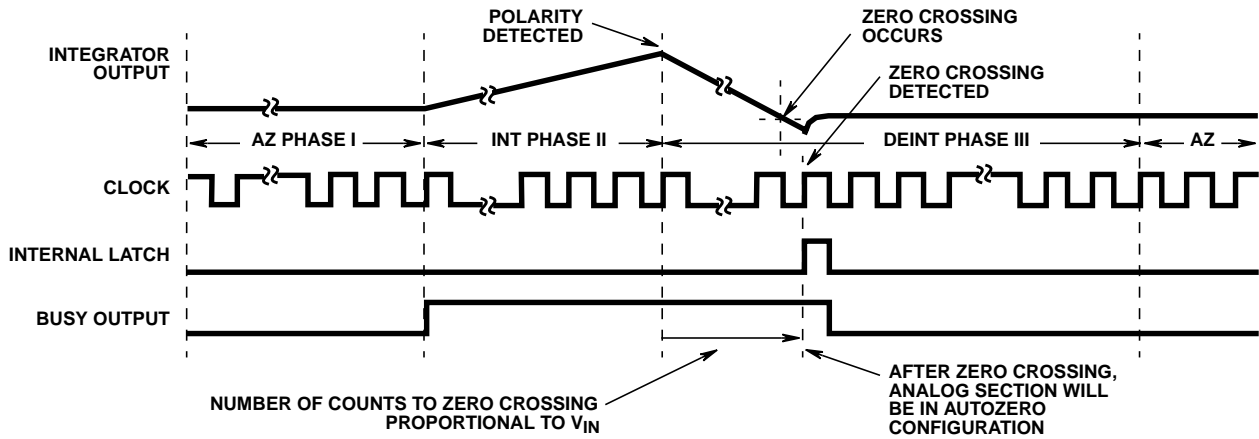 POLARITY
DETECTED
ZERO CROSSING
OCCURS
INTEGRATOR
OUTPUT
ZERO CROSSING
DETECTED
AZ PHASE I
INT PHASE II
DEINT PHASE III
AZ
CLOCK
INTERNAL LATCH
BUSY OUTPUT
NUMBER OF COUNTS TO ZERO CROSSING
PROPORTIONAL TO VIN
AFTER ZERO CROSSING,
ANALOG SECTION WILL
BE IN AUTOZERO
CONFIGURATION